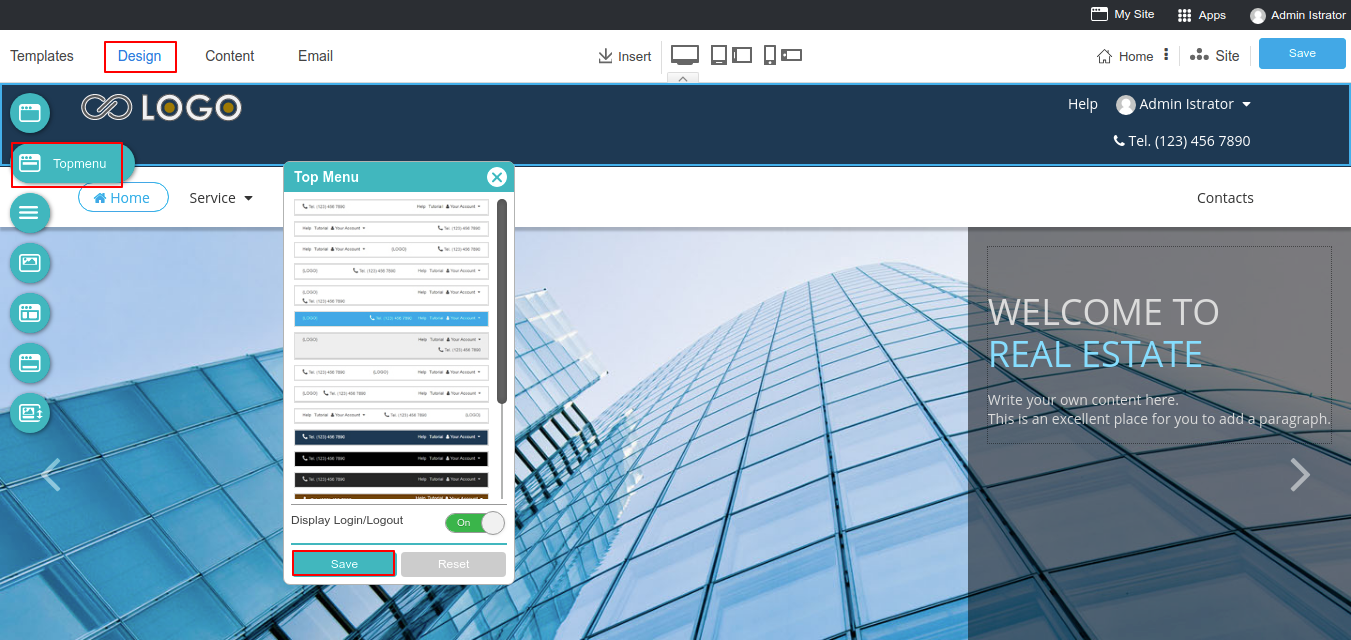 My Site Apps Admin Istrator
Templates Design Content Email Insert Home Site Save
LOGO Help Admin Istrator
Tel. (123) 456 7890
Topmenu
Home Service Contacts
Top Menu
Tel. (123) 456 7890 Help Tutorial Your Account
Help Tutorial Your Account Tel. (123) 456 7890
Help Tutorial Your Account (LOGO) Tel. (123) 456 7890
(LOGO) Tel. (123) 456 7890 Help Tutorial Your Account
(LOGO) Help Tutorial Your Account
Tel. (123) 456 7890
(LOGO) Tel. (123) 456 7890 Help Tutorial Your Account
(LOGO) Help Tutorial Your Account
Tel. (123) 456 7890
Tel. (123) 456 7890 (LOGO) Help Tutorial Your Account
(LOGO) Tel. (123) 456 7890 Help Tutorial Your Account
Help Tutorial Your Account Tel. (123) 456 7890 (LOGO)
Tel. (123) 456 7890 Help Tutorial Your Account
Tel. (123) 456 7890 Help Tutorial Your Account
Tel. (123) 456 7890 Help Tutorial Your Account
Tel. (123) 456 7890 Help Tutorial Your Account
Display Login/Logout On
Save Reset
WELCOME TO
REAL ESTATE
Write your own content here.
This is an excellent place for you to add a paragraph.